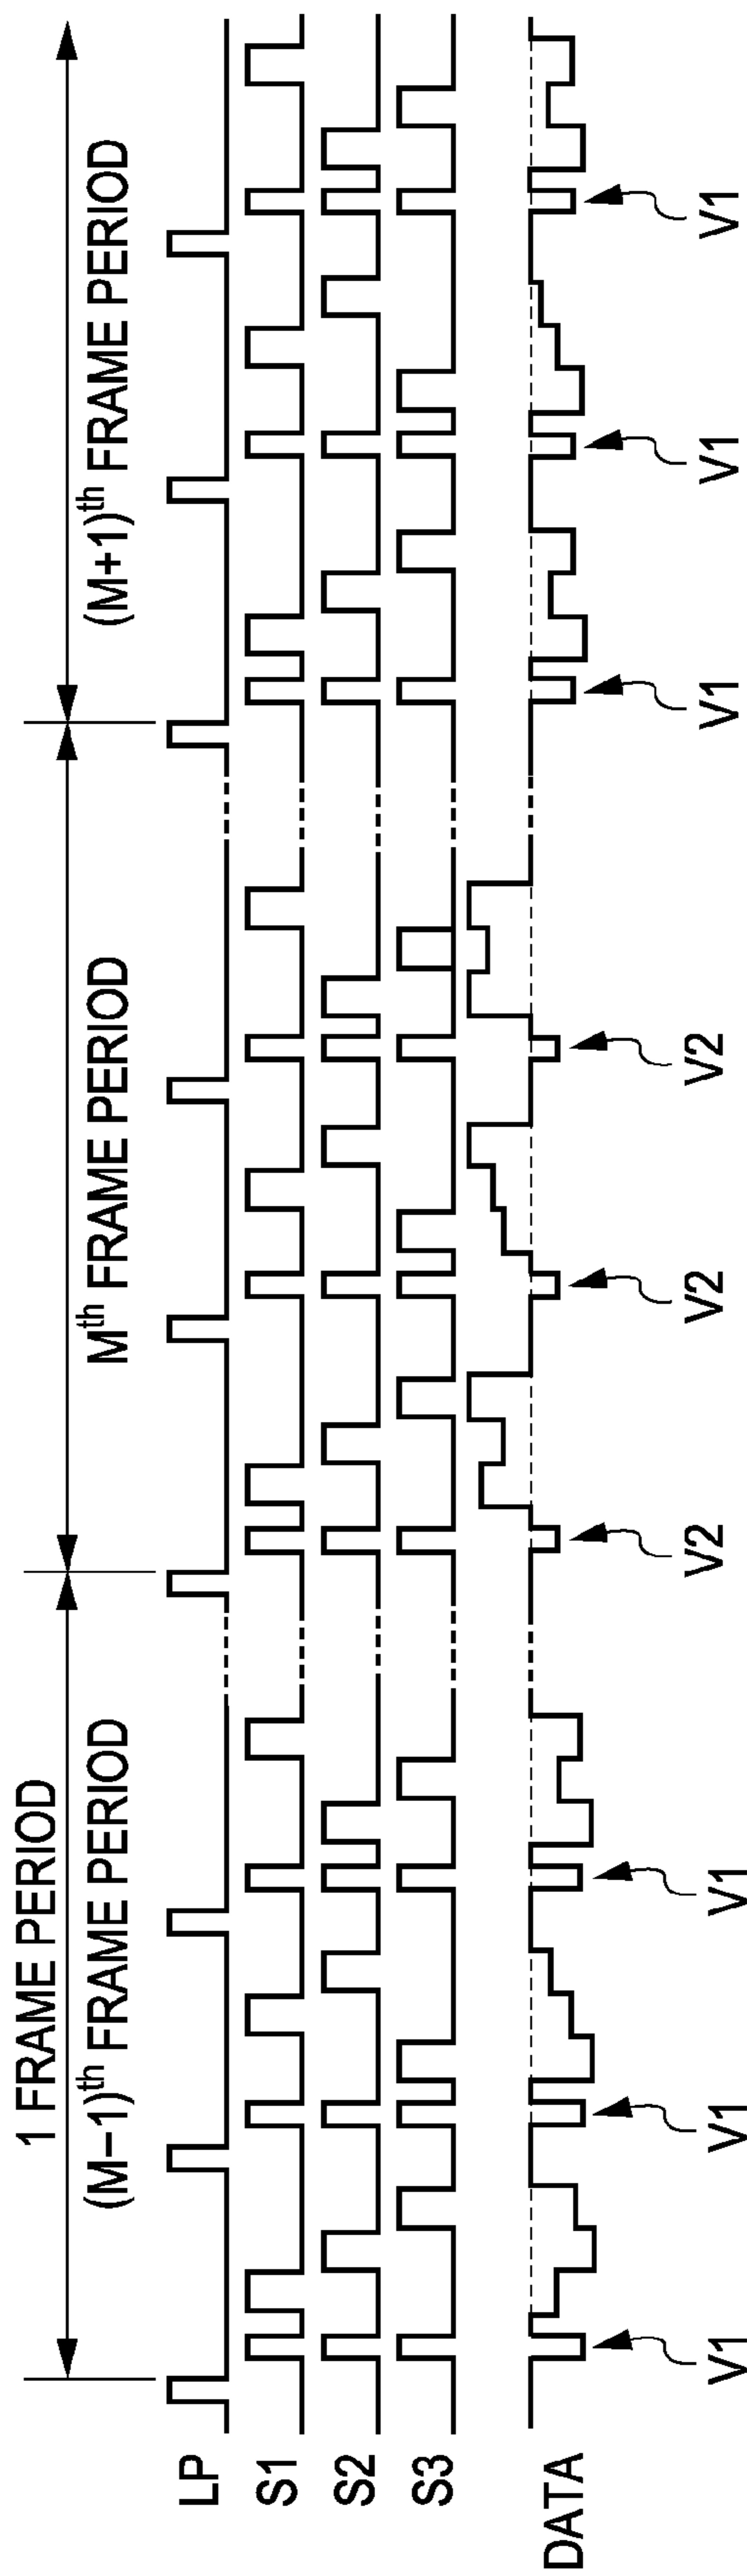 1 FRAME PERIOD
(M−1)th FRAME PERIOD
Mth FRAME PERIOD
(M+1)th FRAME PERIOD
LP
S1
S2
S3
DATA
V1
V1
V1
V2
V2
V2
V1
V1
V1